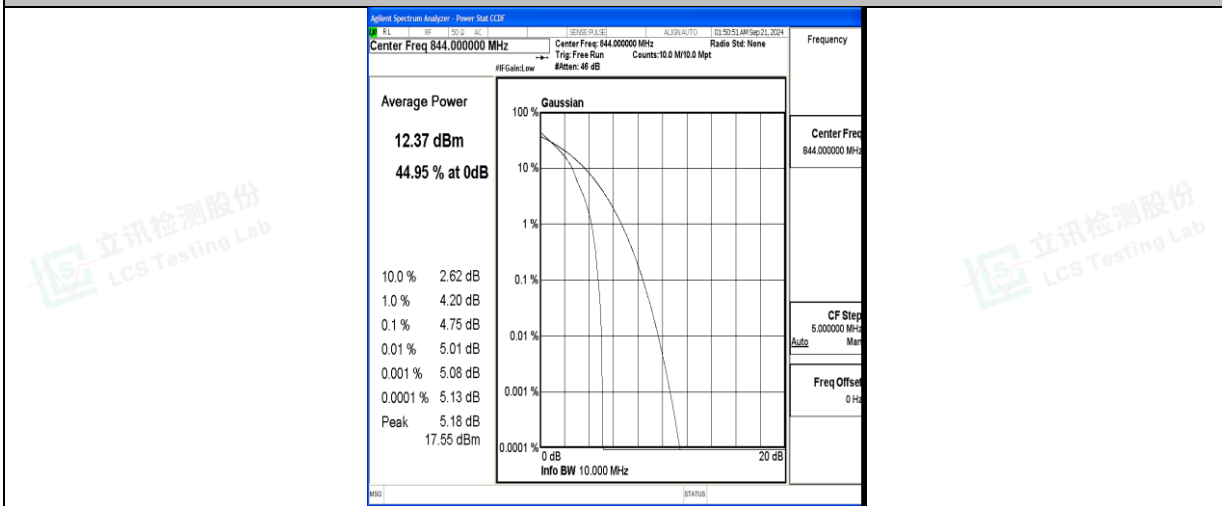 Agilent Spectrum Analyzer - Power Stat CCDF
RL RF 50 Ω AC SENSE:PULSE ALIGN AUTO 01:50:51 AM Sep 21, 2024
Center Freq 844.000000 MHz
Center Freq: 844.000000 MHz
Radio Std: None
Trig: Free Run
Counts:10.0 M/10.0 Mpt
#IFGain:Low
#Atten: 46 dB
Frequency
Average Power
12.37 dBm
44.95 % at 0dB
10.0 % 2.62 dB
1.0 % 4.20 dB
0.1 % 4.75 dB
0.01 % 5.01 dB
0.001 % 5.08 dB
0.0001 % 5.13 dB
Peak 5.18 dB
17.55 dBm
Gaussian
100 %
10 %
1 %
0.1 %
0.01 %
0.001 %
0.0001 %
0 dB
20 dB
Info BW 10.000 MHz
Center Freq
844.000000 MHz
CF Step
5.000000 MHz
Auto Man
Freq Offset
0 Hz
MSG
STATUS
立讯检测股份
LCS Testing Lab
立讯检测股份
LCS Testing Lab